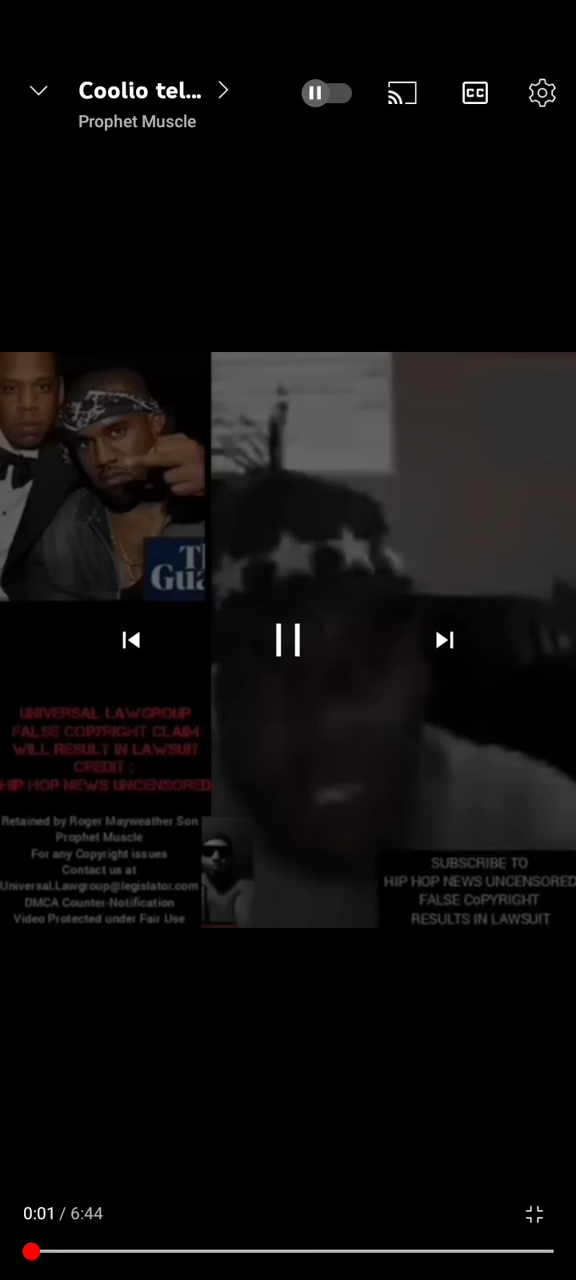 Coolio tel...
Prophet Muscle
CC
Gua
UNIVERSAL LAWGROUP
FALSE COPYRIGHT CLAIM
WILL RESULT IN LAWSUIT
CREDIT :
HIP HOP NEWS UNCENSORED
Retained by Roger Mayweather Son
Prophet Muscle
For any Copyright issues
Contact us at
Universal.Lawgroup@legislator.com
DMCA Counter-Notification
Video Protected under Fair Use
SUBSCRIBE TO
HIP HOP NEWS UNCENSORED
FALSE CoPYRIGHT
RESULTS IN LAWSUIT
0:01 / 6:44